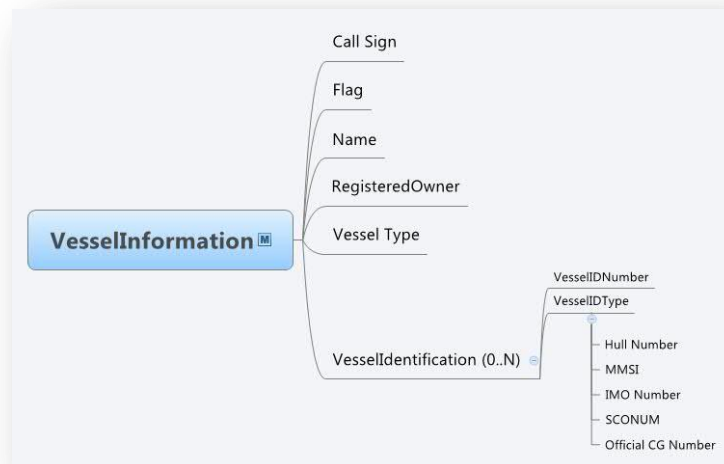 Call Sign
Flag
Name
RegisteredOwner
VesselInformation M
Vessel Type
VesselIdentification (0..N)
VesselIDNumber
VesselIDType
Hull Number
MMSI
IMO Number
SCONUM
Official CG Number